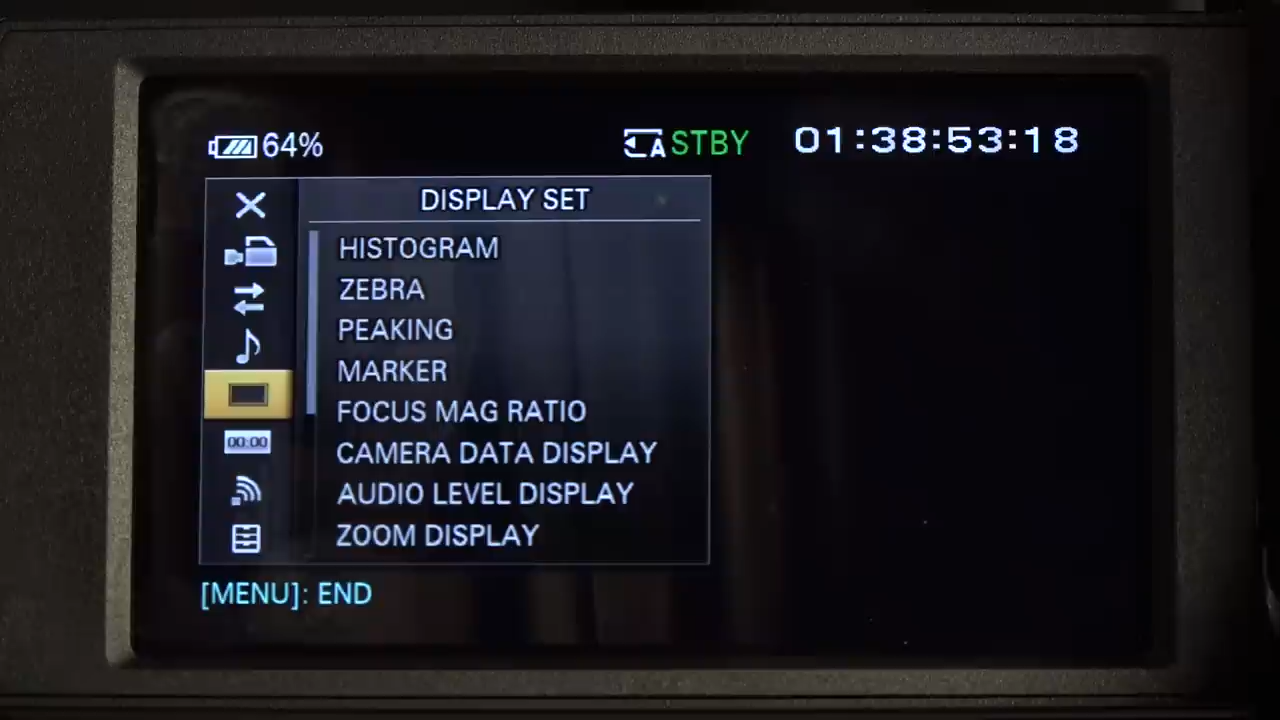 64%
A STBY
01:38:53:18
DISPLAY SET
HISTOGRAM
ZEBRA
PEAKING
MARKER
FOCUS MAG RATIO
00:00
CAMERA DATA DISPLAY
AUDIO LEVEL DISPLAY
ZOOM DISPLAY
[MENU]: END